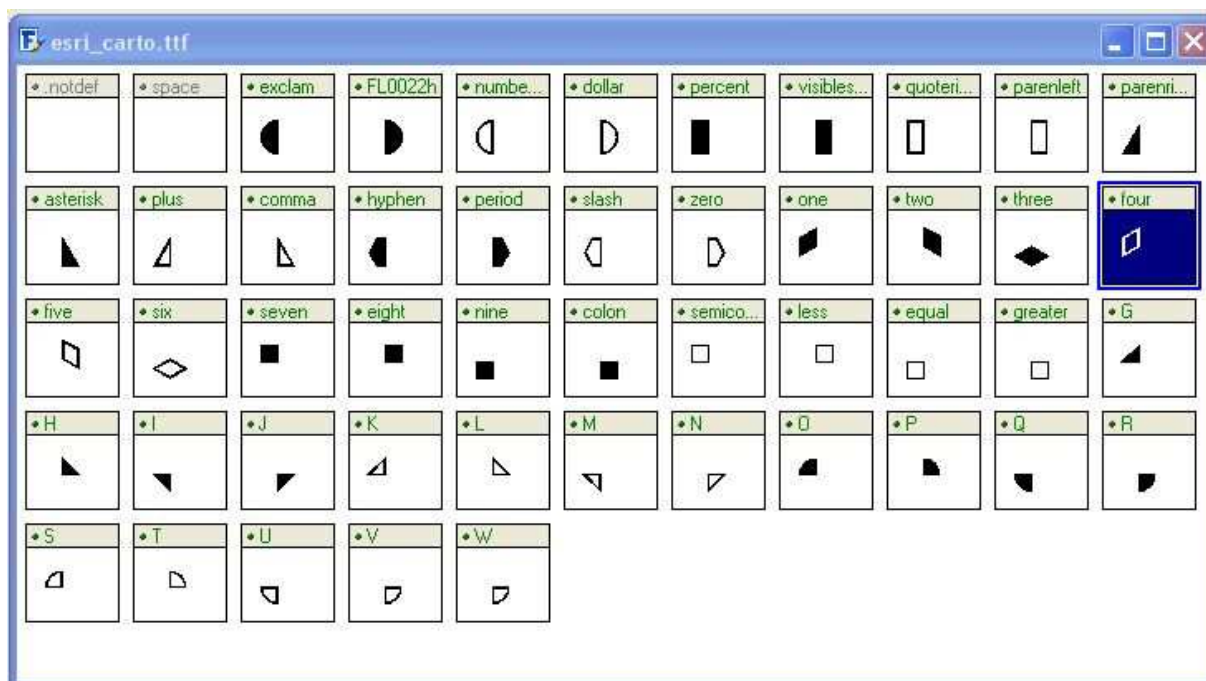 esri_carto.ttf
.notdef space exclam FL0022h numbe... dollar percent visibles... quoteri... parenleft parenri...
asterisk plus comma hyphen period slash zero one two three four
five six seven eight nine colon semico... less equal greater G
H I J K L M N O P Q R
S T U V W